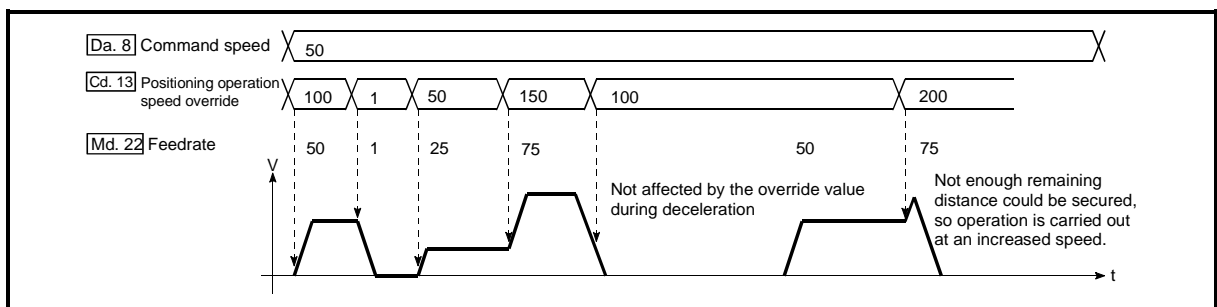 Da. 8 Command speed
50
Cd. 13 Positioning operation
speed override
100 1 50 150 100 200
Md. 22 Feedrate
50 1 25 75 50 75
V
Not affected by the override value
during deceleration
Not enough remaining
distance could be secured,
so operation is carried out
at an increased speed.
t